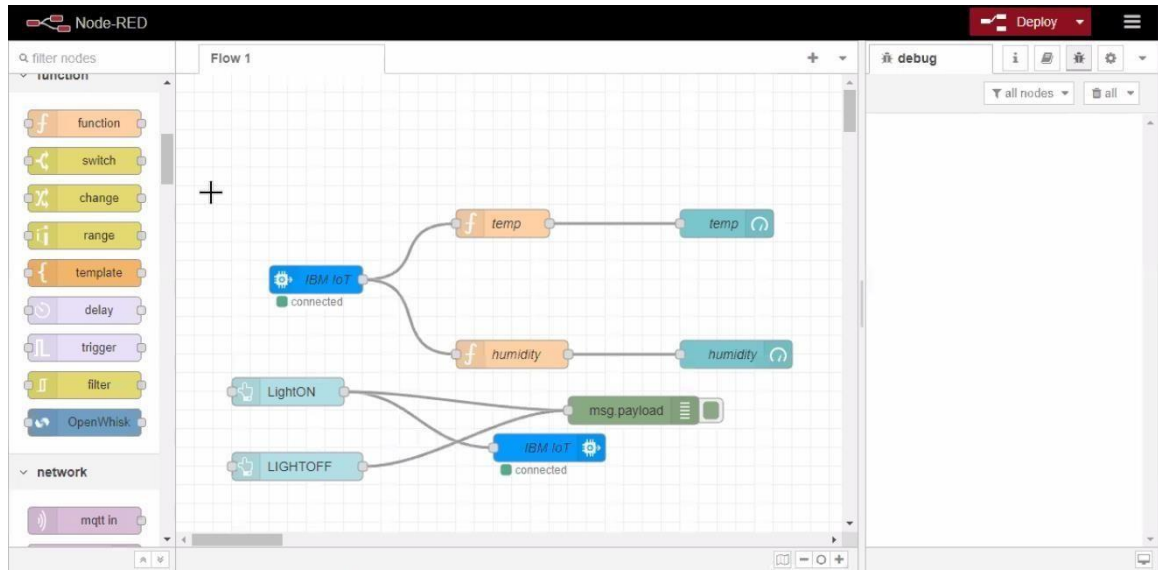 Node-RED
Deploy
filter nodes
Flow 1
debug
i
all nodes
all
function
function
switch
change
range
template
delay
trigger
filter
OpenWhisk
network
mqtt in
temp
temp
IBM IoT
connected
humidity
humidity
LightON
msg.payload
IBM IoT
connected
LIGHTOFF